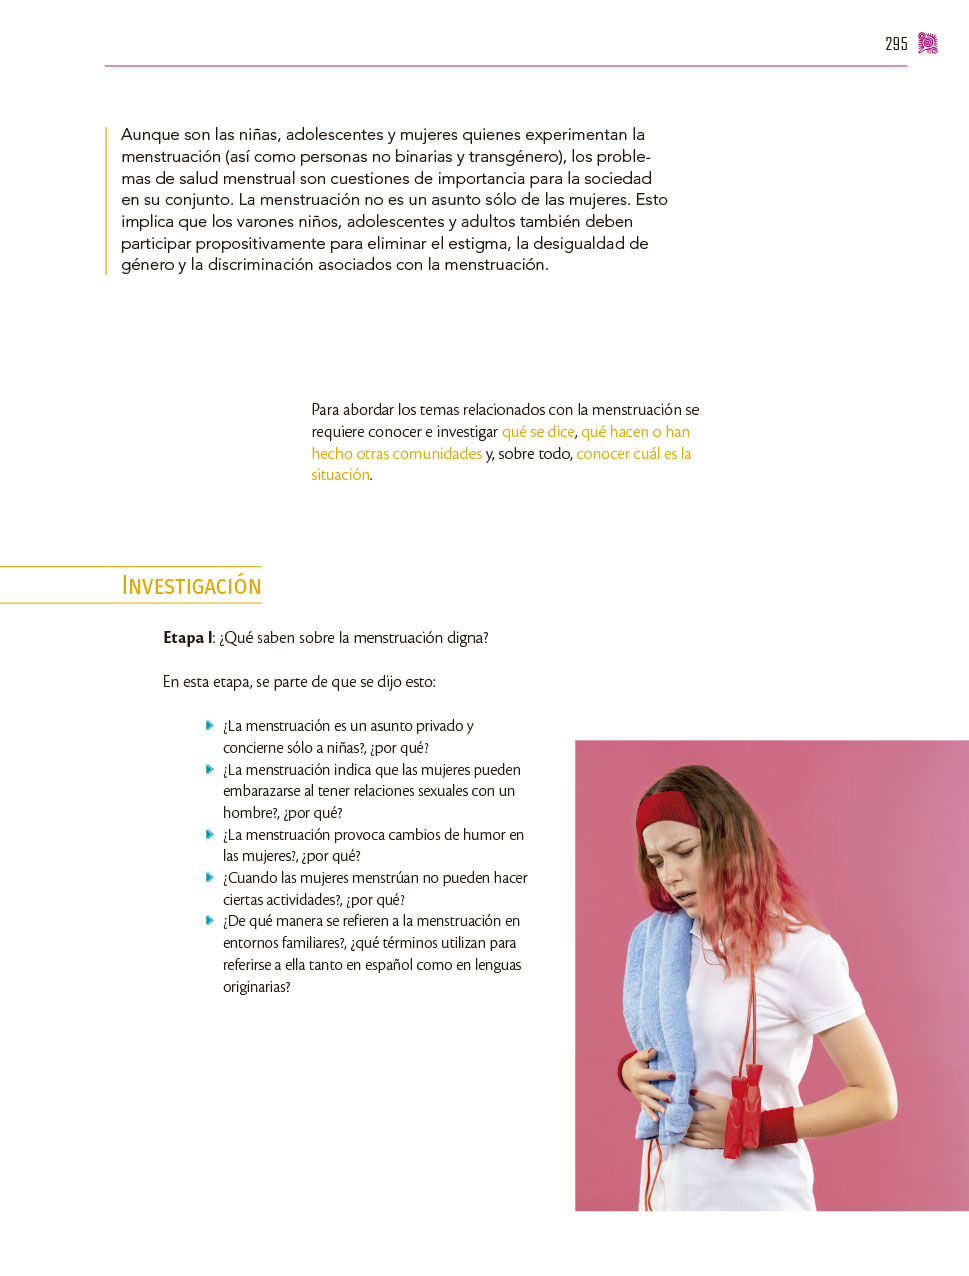 295
Aunque son las niñas, adolescentes y mujeres quienes experimentan la
menstruación (así como personas no binarias y transgénero), los proble-
mas de salud menstrual son cuestiones de importancia para la sociedad
en su conjunto. La menstruación no es un asunto sólo de las mujeres. Esto
implica que los varones niños, adolescentes y adultos también deben
participar propositivamente para eliminar el estigma, la desigualdad de
género y la discriminación asociados con la menstruación.
Para abordar los temas relacionados con la menstruación se
requiere conocer e investigar qué se dice, qué hacen o han
hecho otras comunidades y, sobre todo, conocer cuál es la
situación.
Investigación
Etapa I: ¿Qué saben sobre la menstruación digna?
En esta etapa, se parte de que se dijo esto:
¿La menstruación es un asunto privado y
concierne sólo a niñas?, ¿por qué?
¿La menstruación indica que las mujeres pueden
embarazarse al tener relaciones sexuales con un
hombre?, ¿por qué?
¿La menstruación provoca cambios de humor en
las mujeres?, ¿por qué?
¿Cuando las mujeres menstrúan no pueden hacer
ciertas actividades?, ¿por qué?
¿De qué manera se refieren a la menstruación en
entornos familiares?, ¿qué términos utilizan para
referirse a ella tanto en español como en lenguas
originarias?